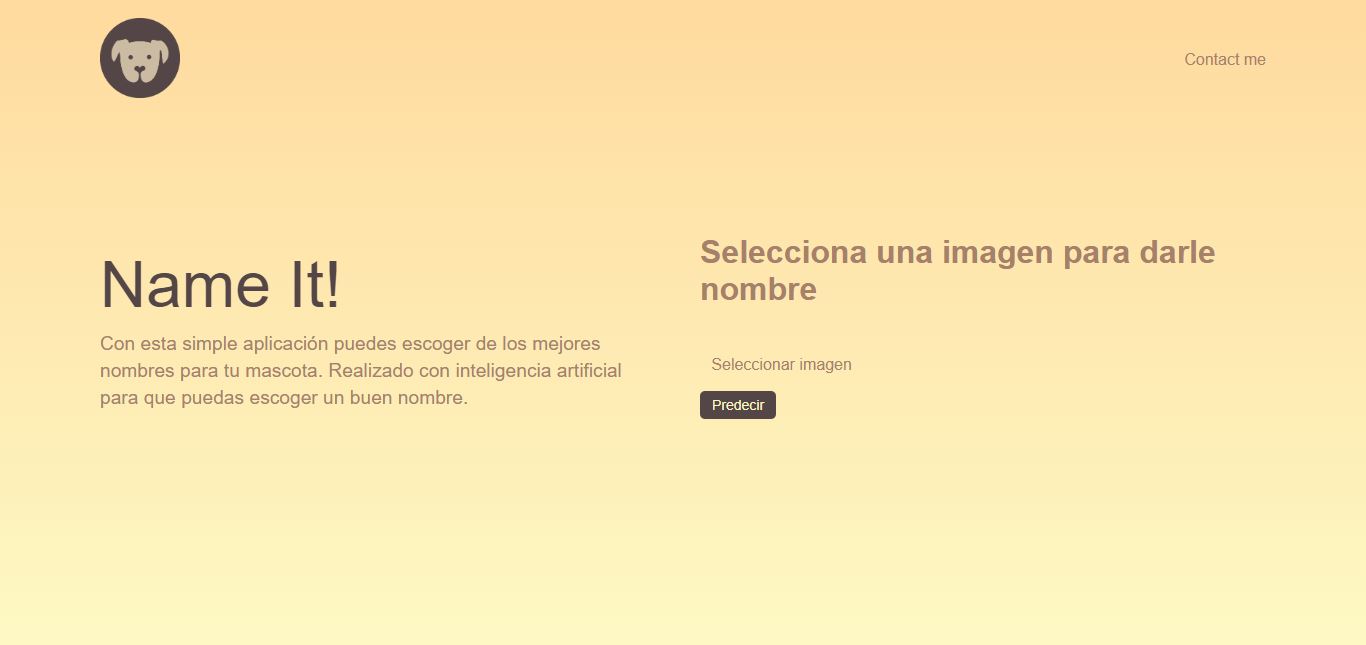 Contact me
Name It!
Con esta simple aplicación puedes escoger de los mejores
nombres para tu mascota. Realizado con inteligencia artificial
para que puedas escoger un buen nombre.
Selecciona una imagen para darle
nombre
Seleccionar imagen
Predecir